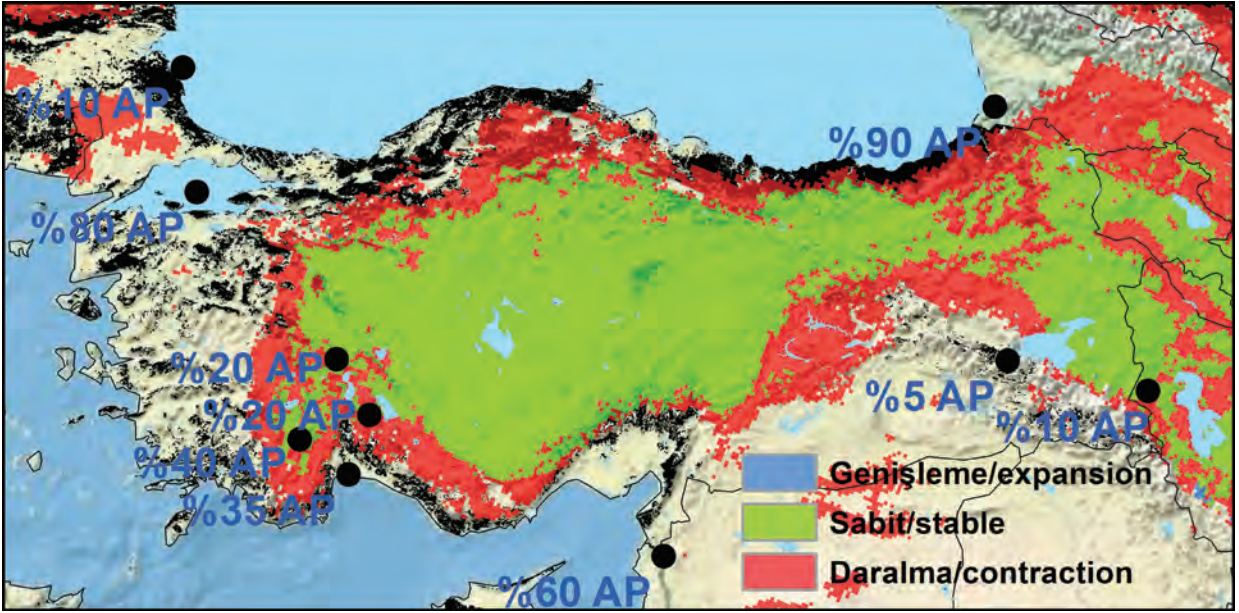 %10 AP
%90 AP
%80 AP
%20 AP
%20 AP
%5 AP
%10 AP
%40 AP
%35 AP
%60 AP
Genişleme/expansion
Sabit/stable
Daralma/contraction